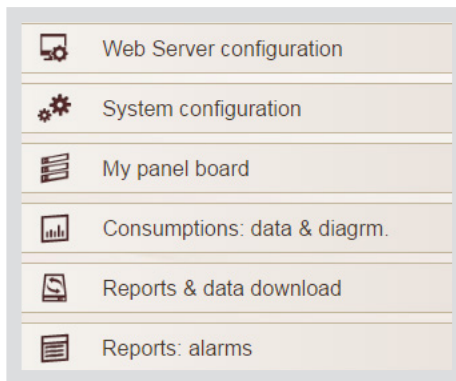 Web Server configuration
System configuration
My panel board
Consumptions: data & diagrm.
Reports & data download
Reports: alarms